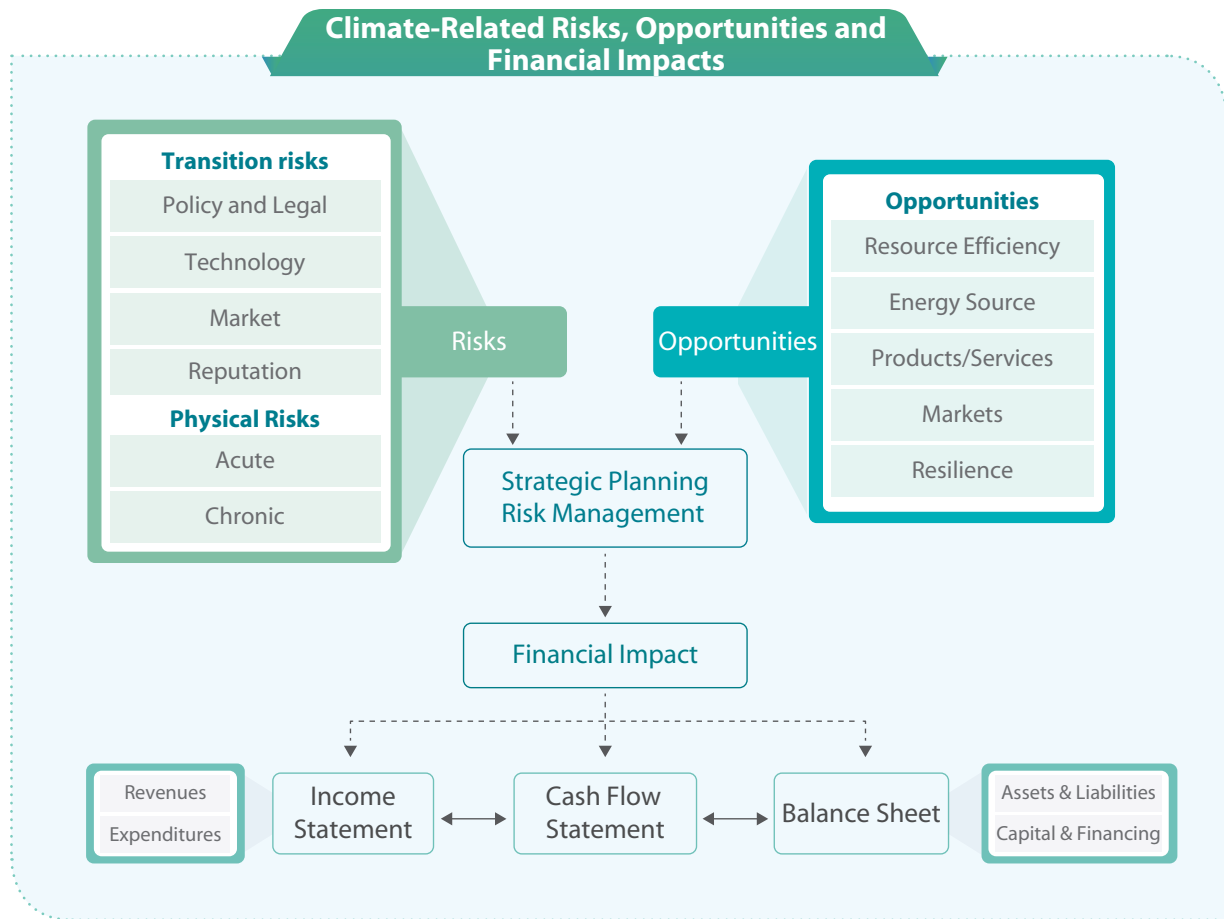 Climate-Related Risks, Opportunities and
Financial Impacts
Transition risks
Policy and Legal
Technology
Market
Reputation
Physical Risks
Acute
Chronic
Risks
Opportunities
Opportunities
Resource Efficiency
Energy Source
Products/Services
Markets
Resilience
Strategic Planning
Risk Management
Financial Impact
Revenues
Expenditures
Income
Statement
Cash Flow
Statement
Balance Sheet
Assets & Liabilities
Capital & Financing